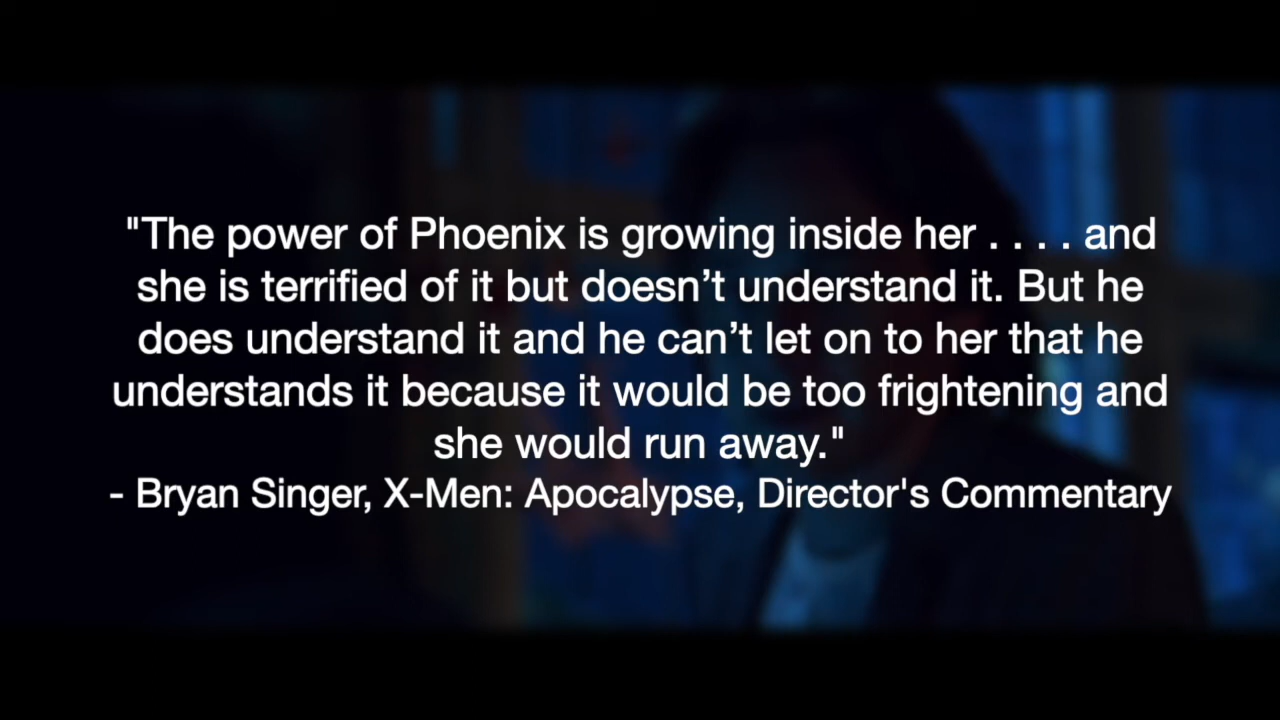 "The power of Phoenix is growing inside her . . . . and
she is terrified of it but doesn’t understand it. But he
does understand it and he can’t let on to her that he
understands it because it would be too frightening and
she would run away."
- Bryan Singer, X-Men: Apocalypse, Director's Commentary